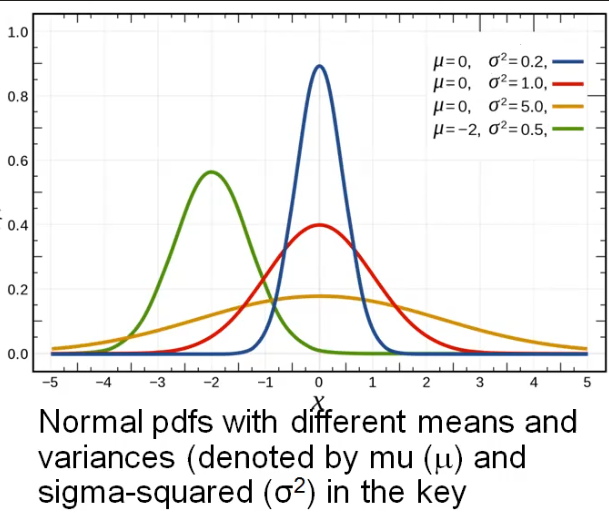 1.0
0.8
0.6
0.4
0.2
0.0
μ=0, σ²=0.2,
μ=0, σ²=1.0,
μ=0, σ²=5.0,
μ=−2, σ²=0.5,
−5 −4 −3 −2 −1 0 1 2 3 4 5
x
Normal pdfs with different means and
variances (denoted by mu (μ) and
sigma-squared (σ²) in the key